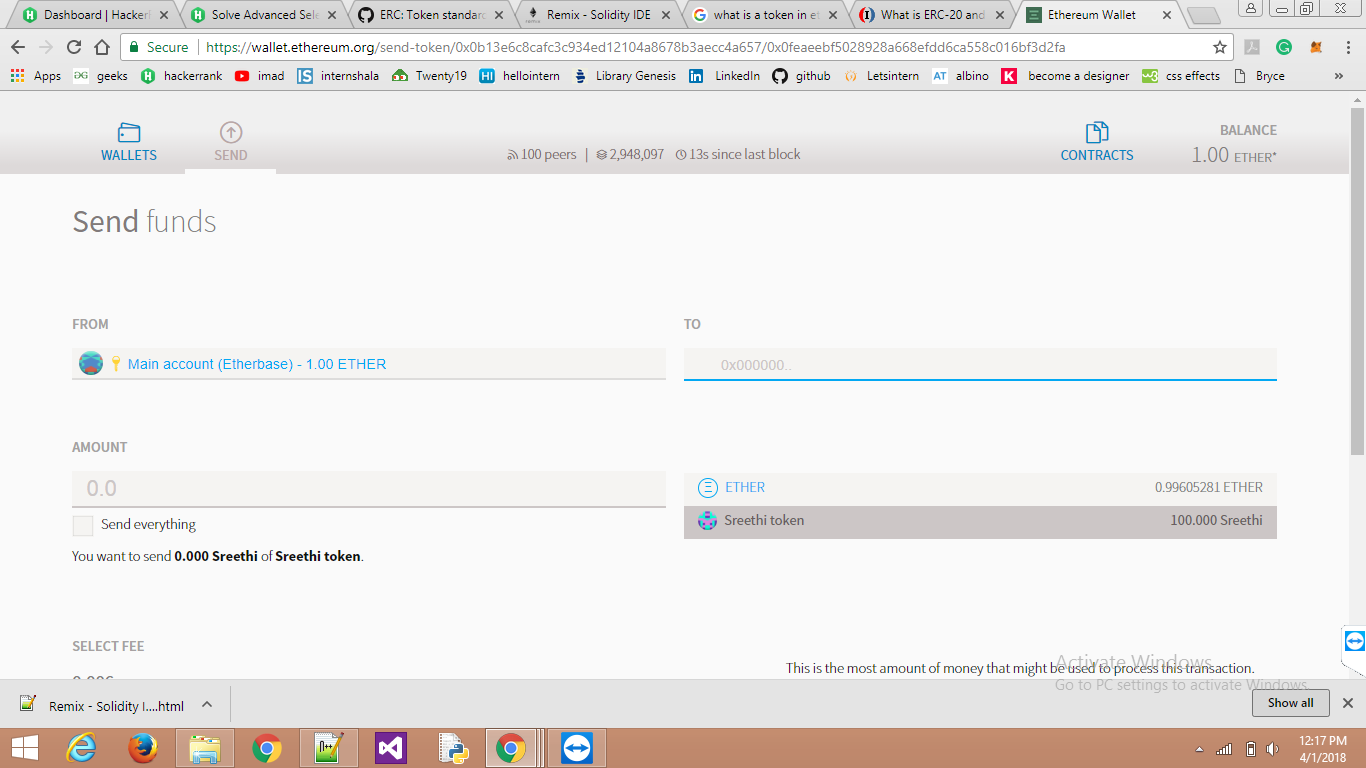 Dashboard | Hackerl
Solve Advanced Sele
ERC: Token standarc
Remix - Solidity IDE
what is a token in et
What is ERC-20 and
Ethereum Wallet
Secure
https://wallet.ethereum.org/send-token/0x0b13e6c8cafc3c934ed12104a8678b3aecc4a657/0x0feaeebf5028928a668efdd6ca558c016bf3d2fa
Apps
geeks
hackerrank
imad
internshala
Twenty19
hellointern
Library Genesis
LinkedIn
github
Letsintern
albino
become a designer
css effects
Bryce
»
WALLETS
SEND
100 peers | 2,948,097 13s since last block
CONTRACTS
BALANCE
1.00 ETHER*
Send funds
FROM
TO
Main account (Etherbase) - 1.00 ETHER
0x000000..
AMOUNT
0.0
ETHER 0.99605281 ETHER
Send everything
Sreethi token 100.000 Sreethi
You want to send 0.000 Sreethi of Sreethi token.
SELECT FEE
This is the most amount of money that might be used to process this transaction.
Activate Windows
Go to PC settings to activate Windows.
Remix - Solidity I....html
Show all
12:17 PM
4/1/2018